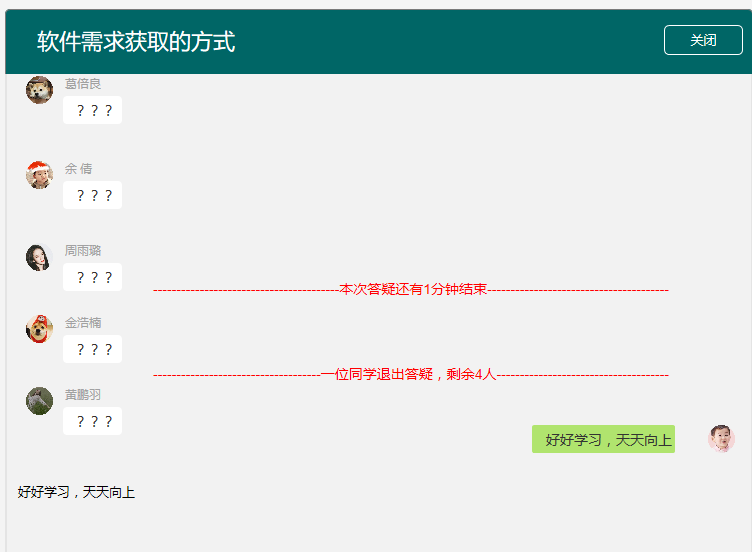 软件需求获取的方式
关闭
葛倍良
？？？
余倩
？？？
周雨璐
？？？
---------------------------------------本次答疑还有1分钟结束--------------------------------------
金浩楠
？？？
-----------------------------------一位同学退出答疑，剩余4人------------------------------------
黄鹏羽
？？？
好好学习，天天向上
好好学习，天天向上